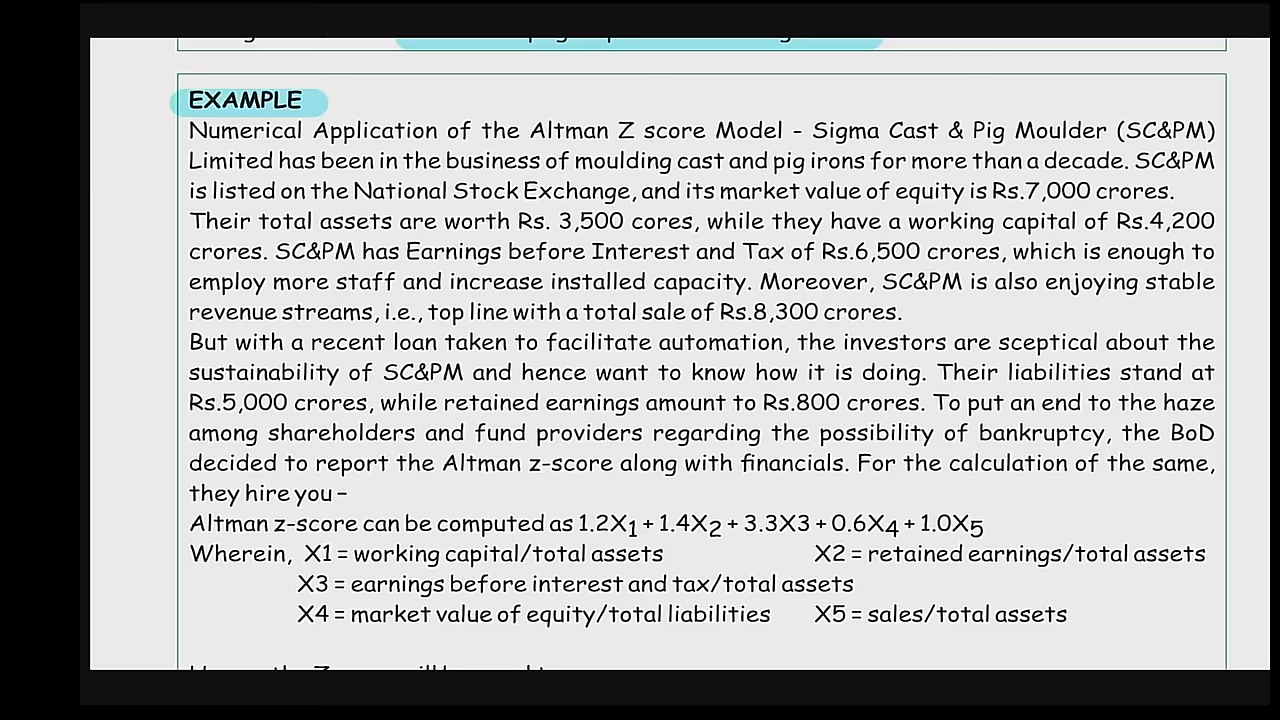 EXAMPLE
Numerical Application of the Altman Z score Model - Sigma Cast & Pig Moulder (SC&PM)
Limited has been in the business of moulding cast and pig irons for more than a decade. SC&PM
is listed on the National Stock Exchange, and its market value of equity is Rs.7,000 crores.
Their total assets are worth Rs. 3,500 cores, while they have a working capital of Rs.4,200
crores. SC&PM has Earnings before Interest and Tax of Rs.6,500 crores, which is enough to
employ more staff and increase installed capacity. Moreover, SC&PM is also enjoying stable
revenue streams, i.e., top line with a total sale of Rs.8,300 crores.
But with a recent loan taken to facilitate automation, the investors are sceptical about the
sustainability of SC&PM and hence want to know how it is doing. Their liabilities stand at
Rs.5,000 crores, while retained earnings amount to Rs.800 crores. To put an end to the haze
among shareholders and fund providers regarding the possibility of bankruptcy, the BoD
decided to report the Altman z-score along with financials. For the calculation of the same,
they hire you –
Altman z-score can be computed as 1.2X1 + 1.4X2 + 3.3X3 + 0.6X4 + 1.0X5
Wherein, X1 = working capital/total assets X2 = retained earnings/total assets
X3 = earnings before interest and tax/total assets
X4 = market value of equity/total liabilities X5 = sales/total assets